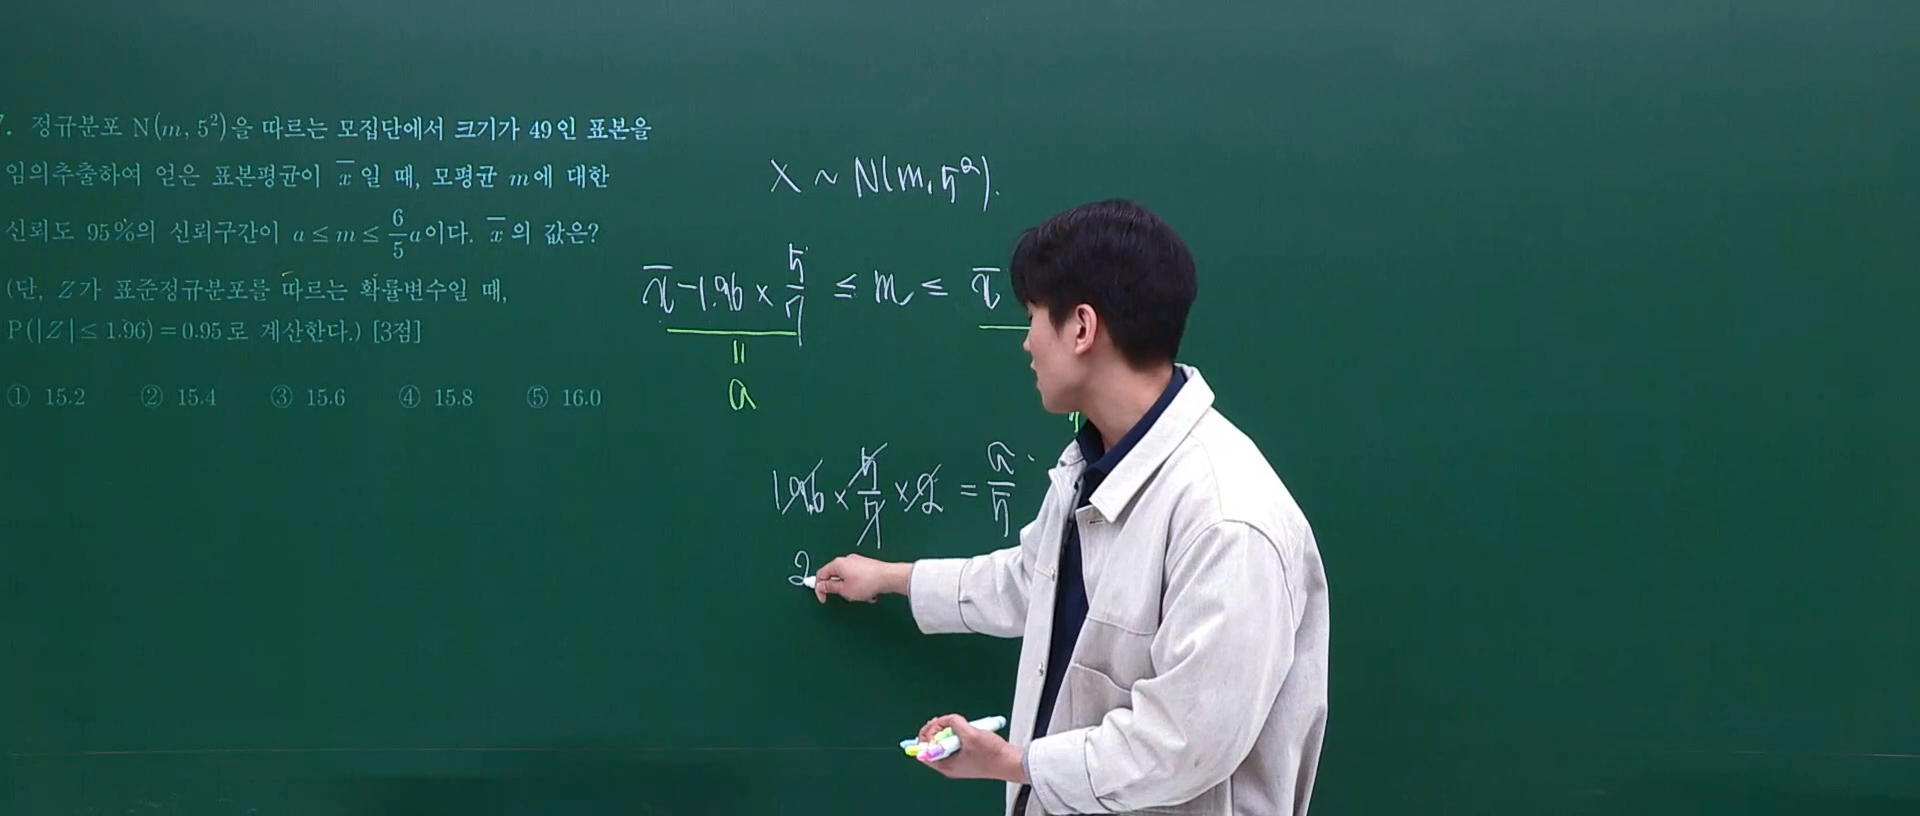 7. 정규분포 N(m, 5²)을 따르는 모집단에서 크기가 49인 표본을
임의추출하여 얻은 표본평균이 x̄일 때, 모평균 m에 대한
신뢰도 95%의 신뢰구간이 a ≤ m ≤ 6/5 a이다. x̄의 값은?
(단, Z가 표준정규분포를 따르는 확률변수일 때,
P(|Z| ≤ 1.96) = 0.95로 계산한다.) [3점]
① 15.2 ② 15.4 ③ 15.6 ④ 15.8 ⑤ 16.0
X ~ N(m, 5²).
x̄ - 1.96 × 5/7 ≤ m ≤ x̄
=
a
1.96 × 5/7 × 2 = a/5
2